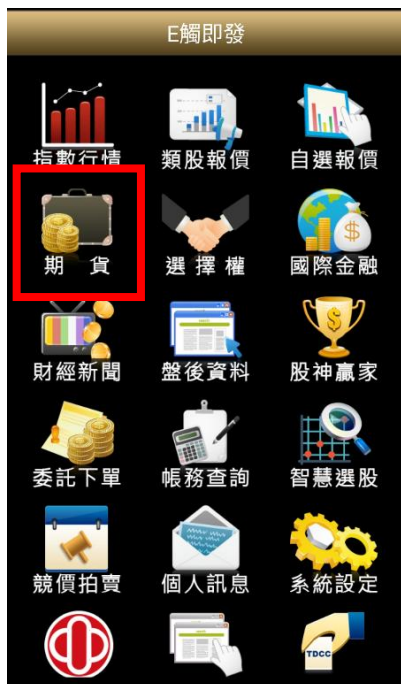 E觸即發
指數行情 類股報價 自選報價
期 貨 選擇權 國際金融
財經新聞 盤後資料 股神贏家
委託下單 帳務查詢 智慧選股
競價拍賣 個人訊息 系統設定
TDCC